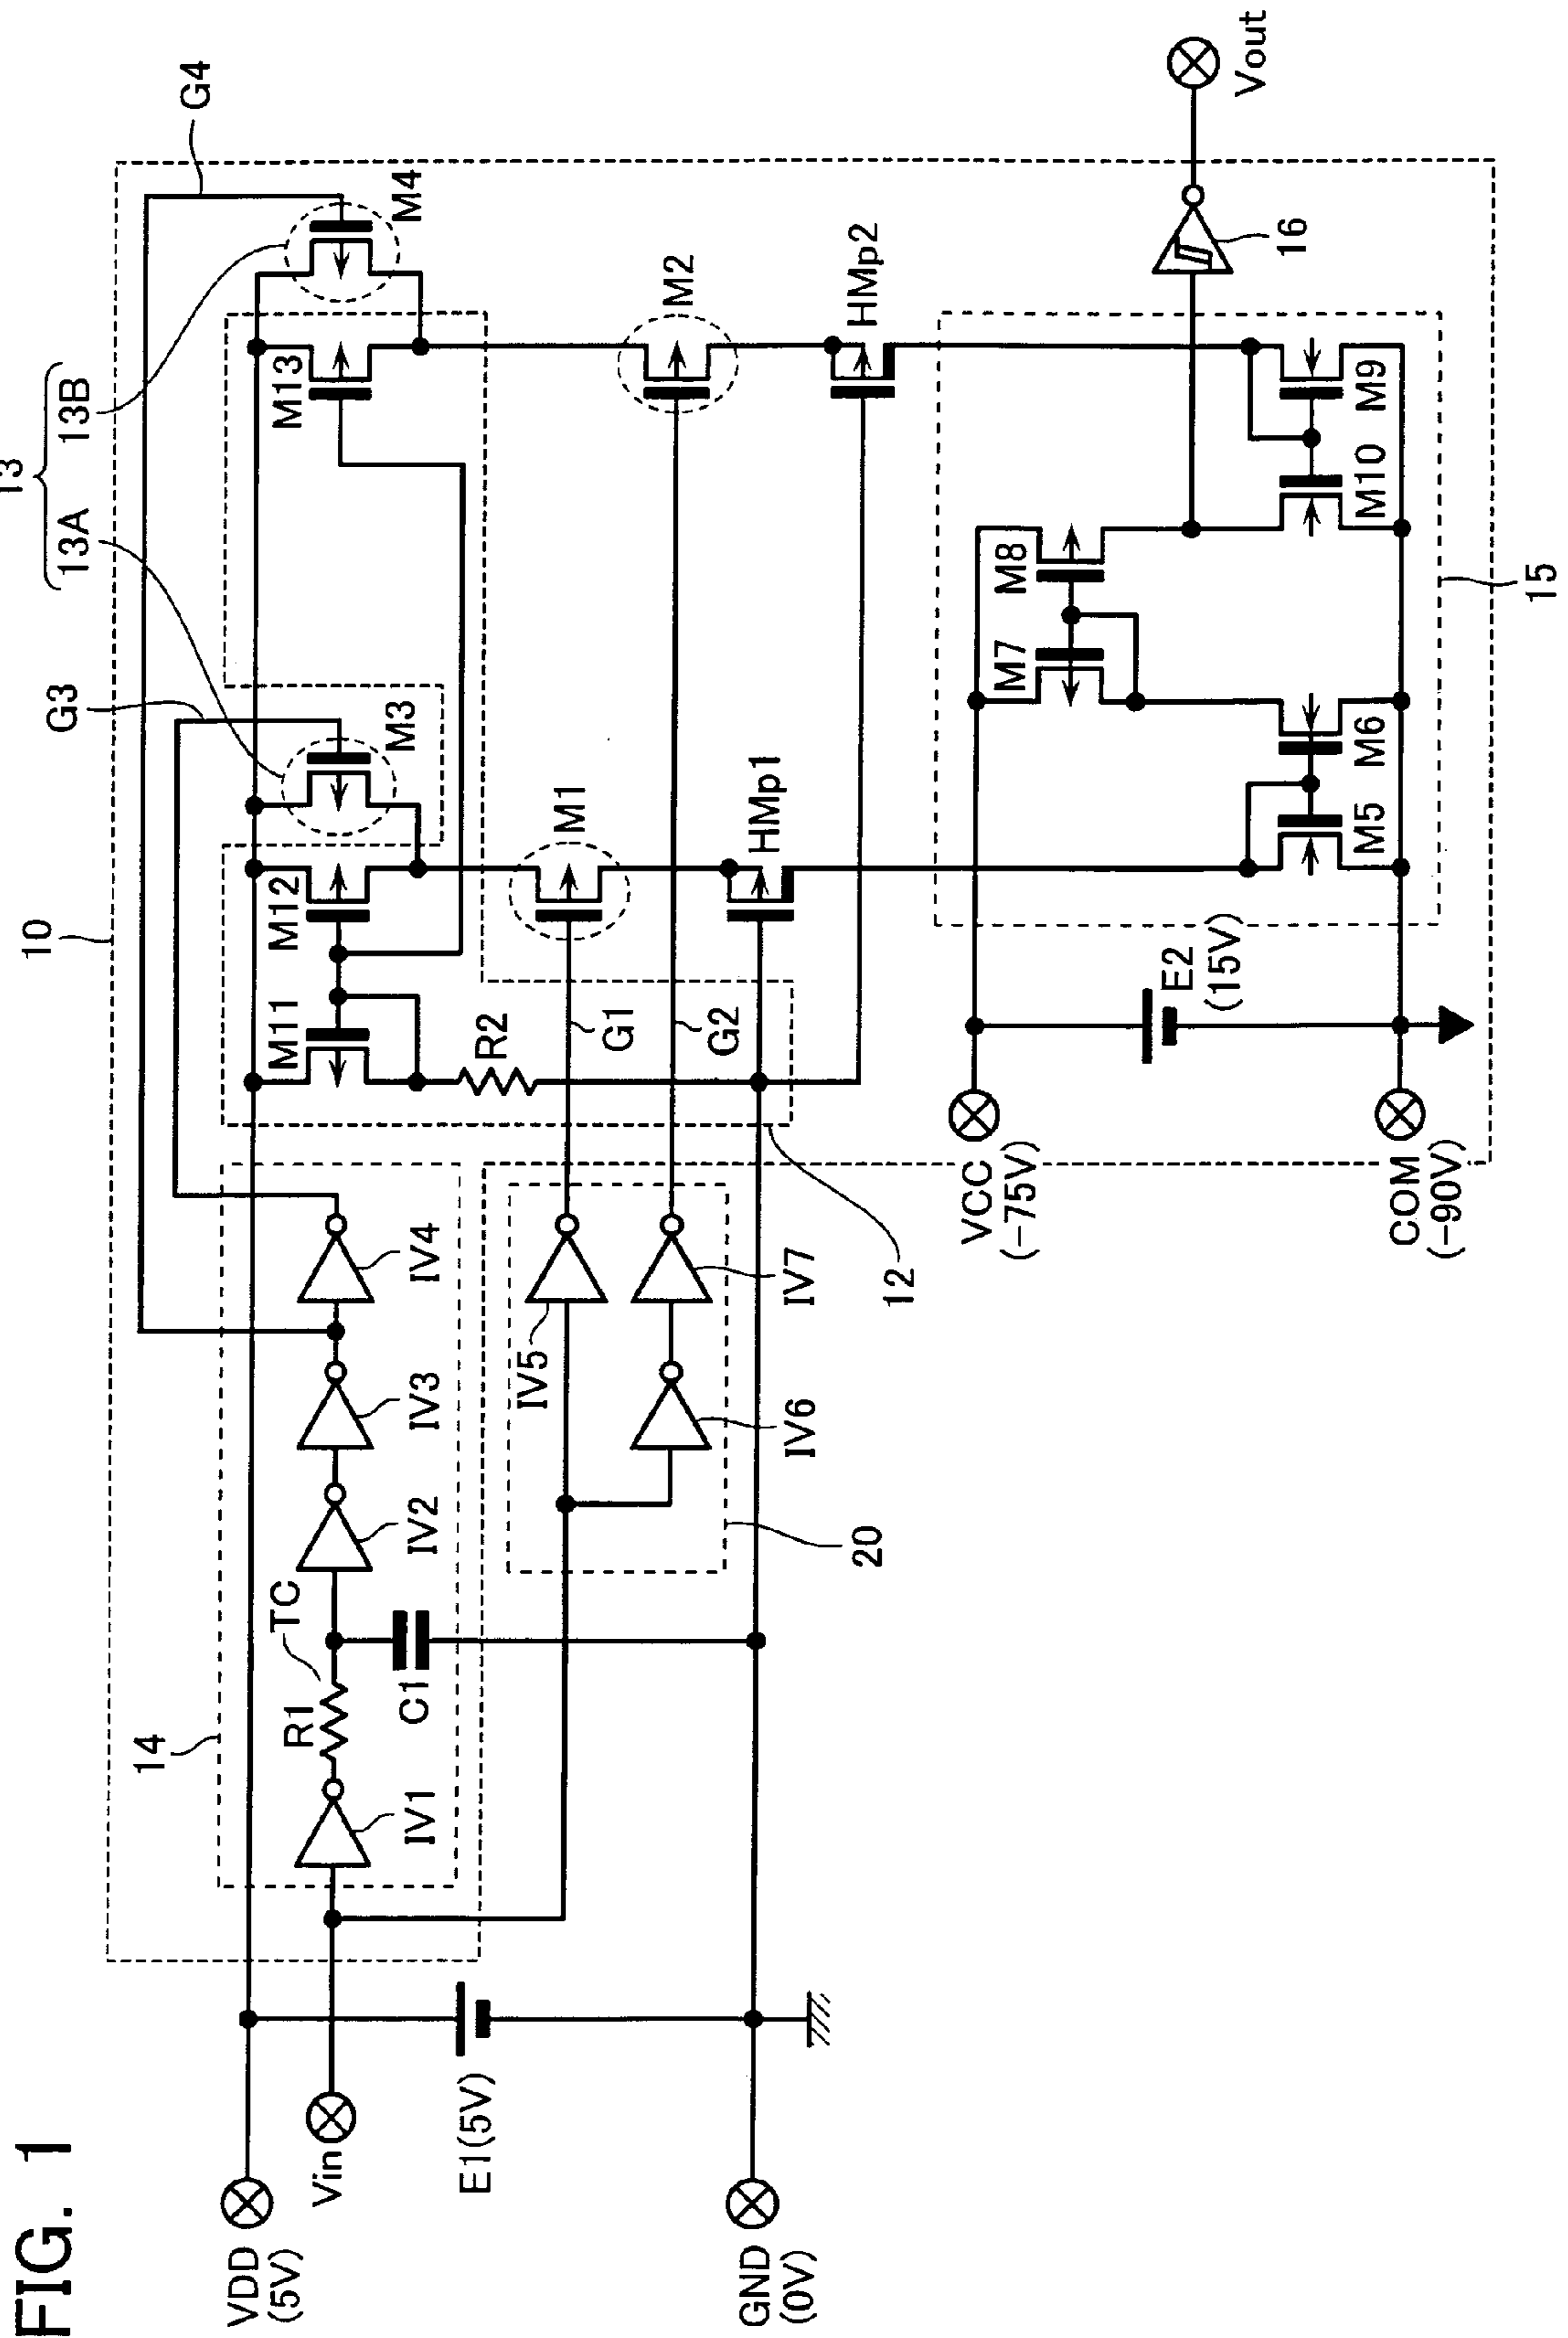 FIG. 1
10
13
13A
13B
G3
G4
14
IV1
R1
TC
C1
IV2
IV3
IV4
M11
M12
M3
M13
M4
R2
G1
G2
M1
M2
HMp1
HMp2
IV5
IV6
IV7
20
12
VDD
(5V)
Vin
E1(5V)
GND
(0V)
VCC
(-75V)
COM
(-90V)
E2
(15V)
M7
M8
M5
M6
M10
M9
15
16
Vout